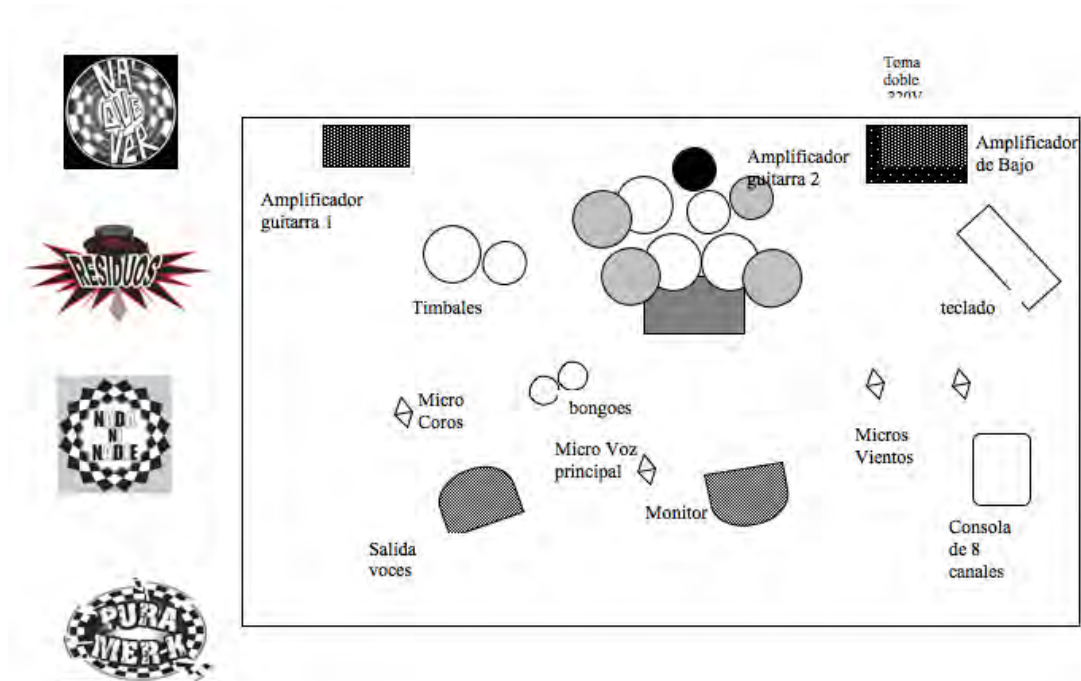 NA
QUE
VER
RESIDUOS
NADA
NI
NADIE
PURA
MER-K
Toma
doble
220V
Amplificador
guitarra 1
Amplificador
guitarra 2
Amplificador
de Bajo
Timbales
teclado
Micro
Coros
bongoes
Micro Voz
principal
Micros
Vientos
Monitor
Salida
voces
Consola
de 8
canales